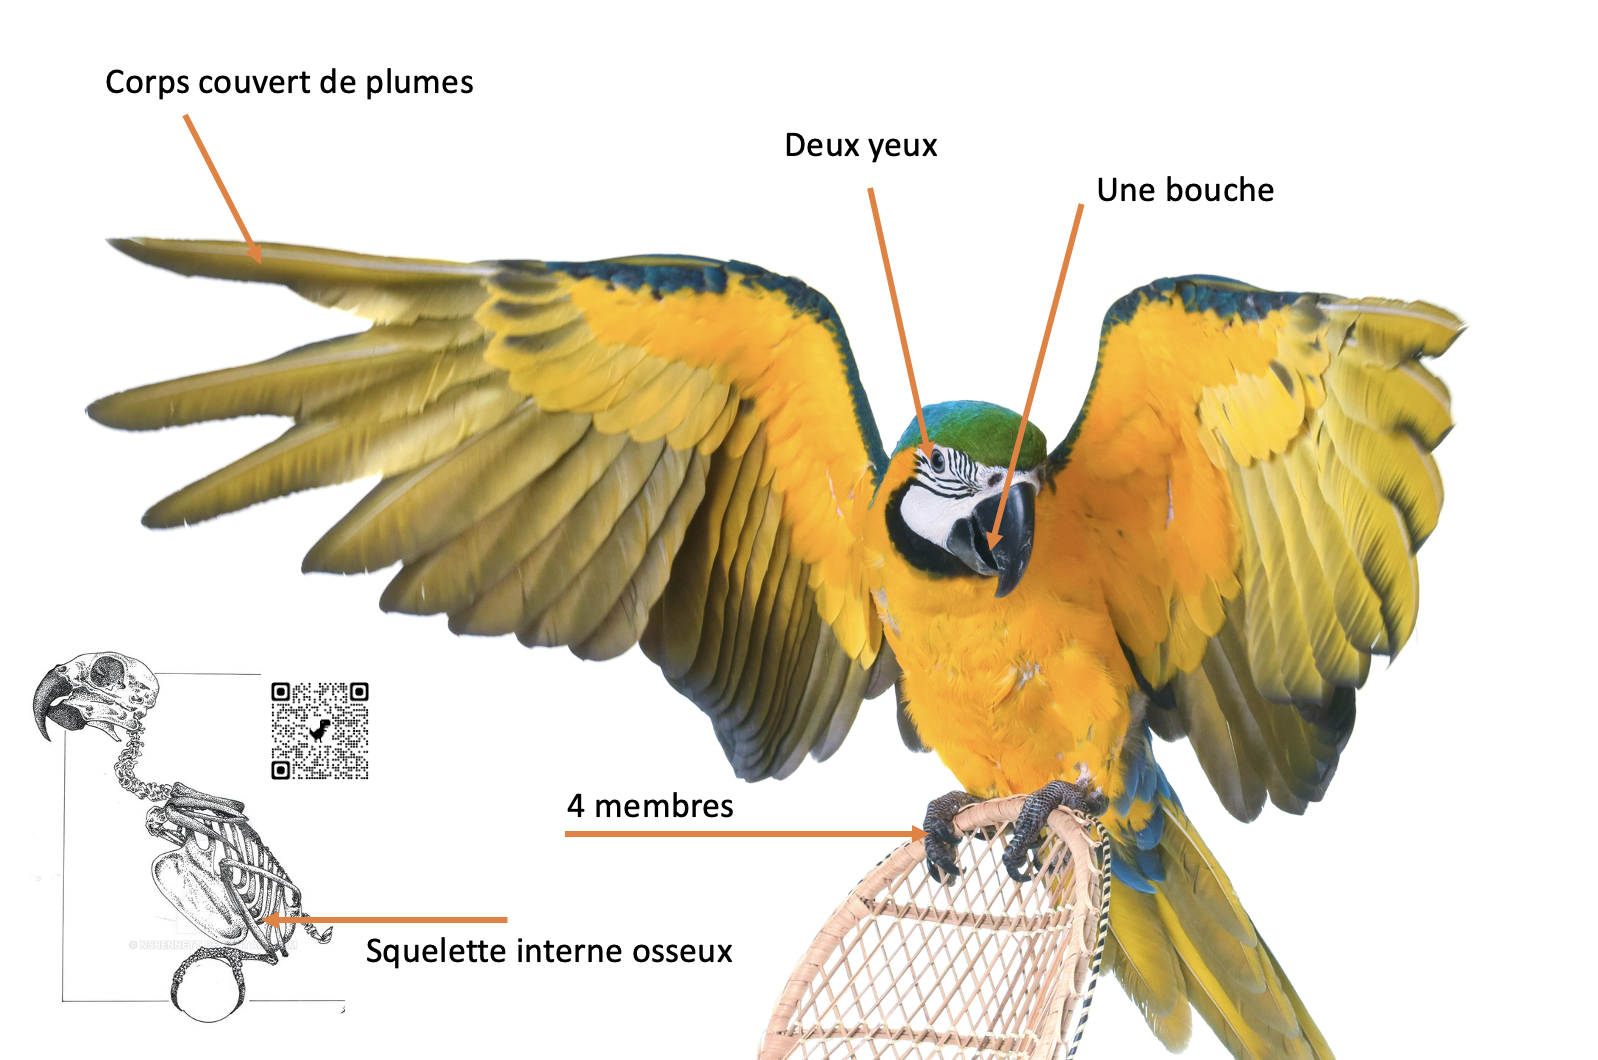 Corps couvert de plumes
Deux yeux
Une bouche
4 membres
Squelette interne osseux